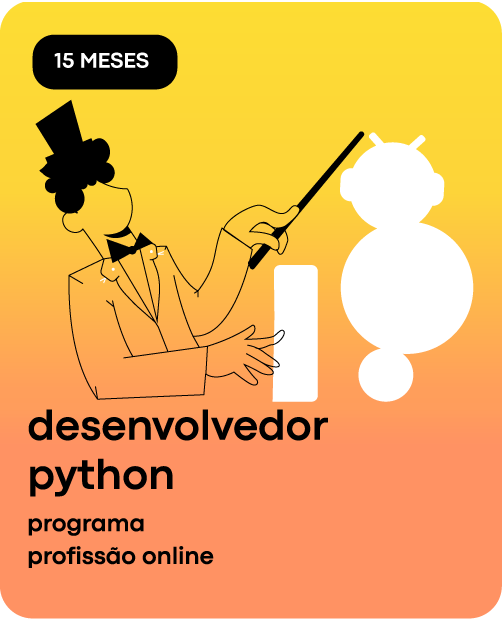 15 MESES
desenvolvedor
python
programa
profissão online